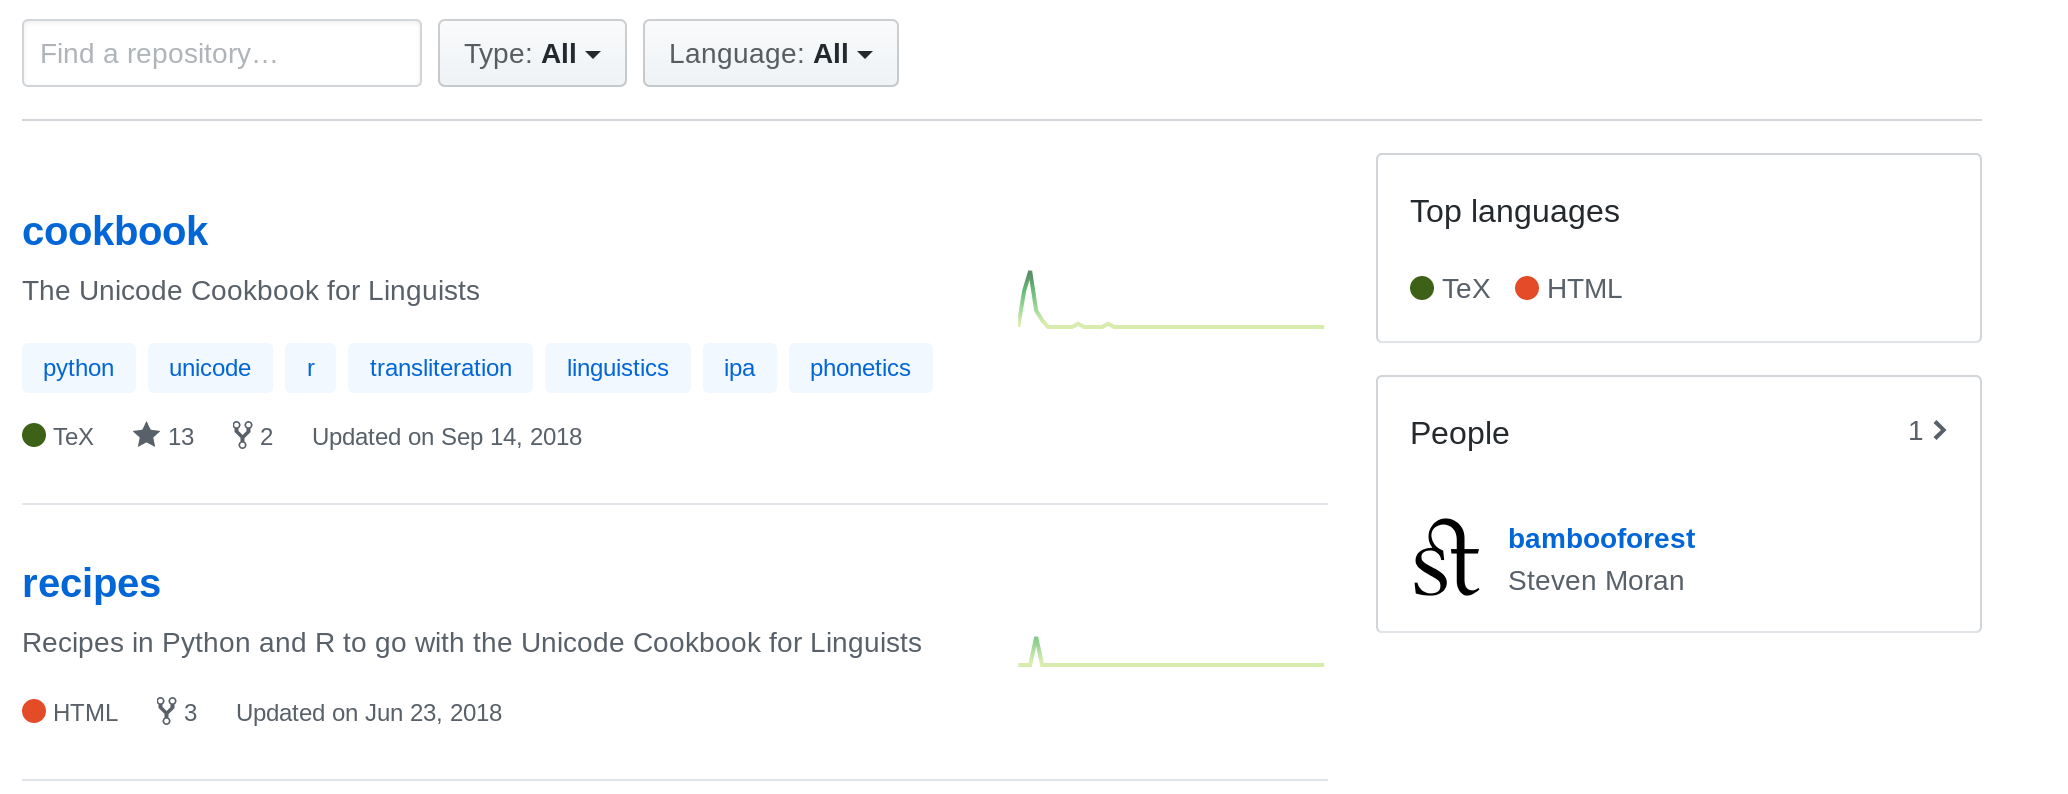 Find a repository…
Type: All
Language: All
cookbook
The Unicode Cookbook for Linguists
python unicode r transliteration linguistics ipa phonetics
TeX 13 2 Updated on Sep 14, 2018
recipes
Recipes in Python and R to go with the Unicode Cookbook for Linguists
HTML 3 Updated on Jun 23, 2018
Top languages
TeX HTML
People 1
st
bambooforest
Steven Moran